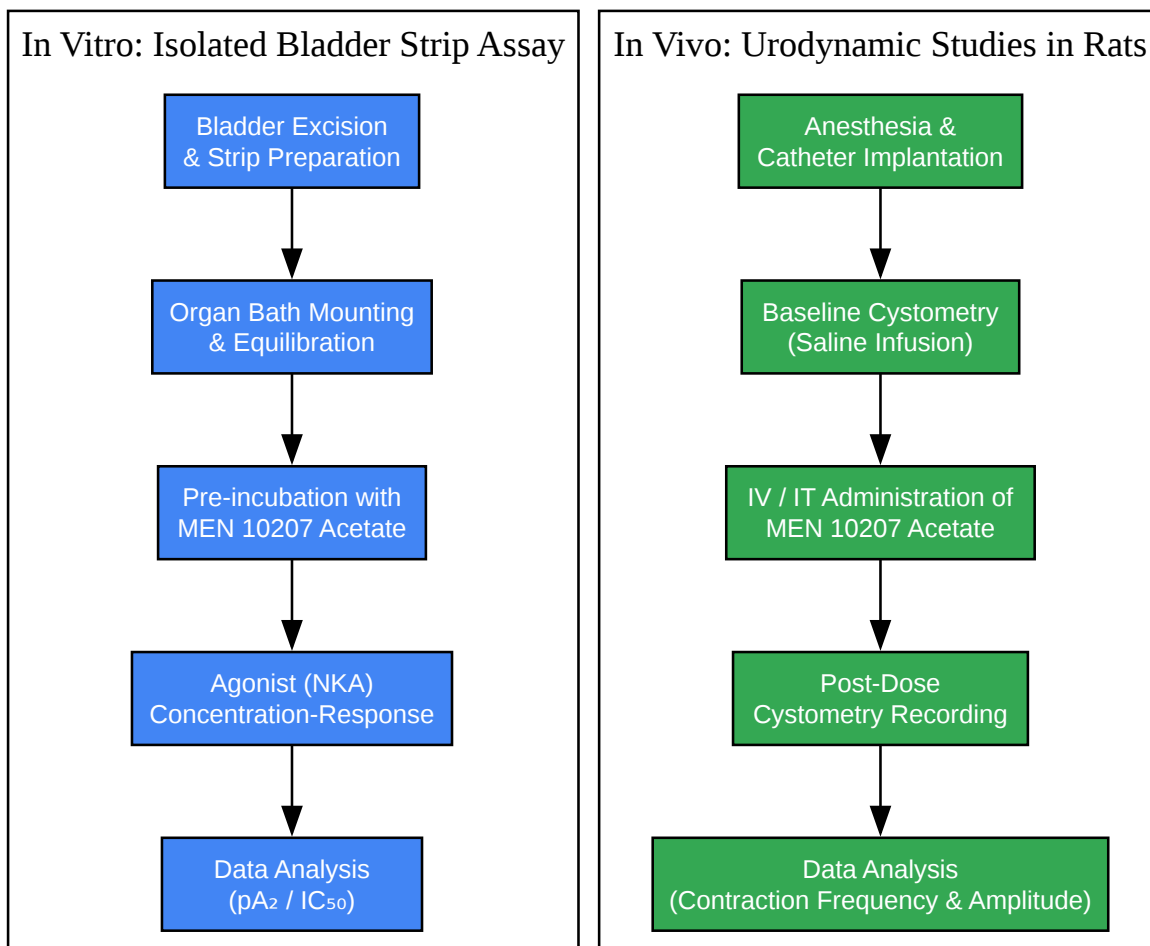 In Vitro: Isolated Bladder Strip Assay
Bladder Excision
& Strip Preparation
Organ Bath Mounting
& Equilibration
Pre-incubation with
MEN 10207 Acetate
Agonist (NKA)
Concentration-Response
Data Analysis
(pA₂ / IC₅₀)
In Vivo: Urodynamic Studies in Rats
Anesthesia &
Catheter Implantation
Baseline Cystometry
(Saline Infusion)
IV / IT Administration of
MEN 10207 Acetate
Post-Dose
Cystometry Recording
Data Analysis
(Contraction Frequency & Amplitude)